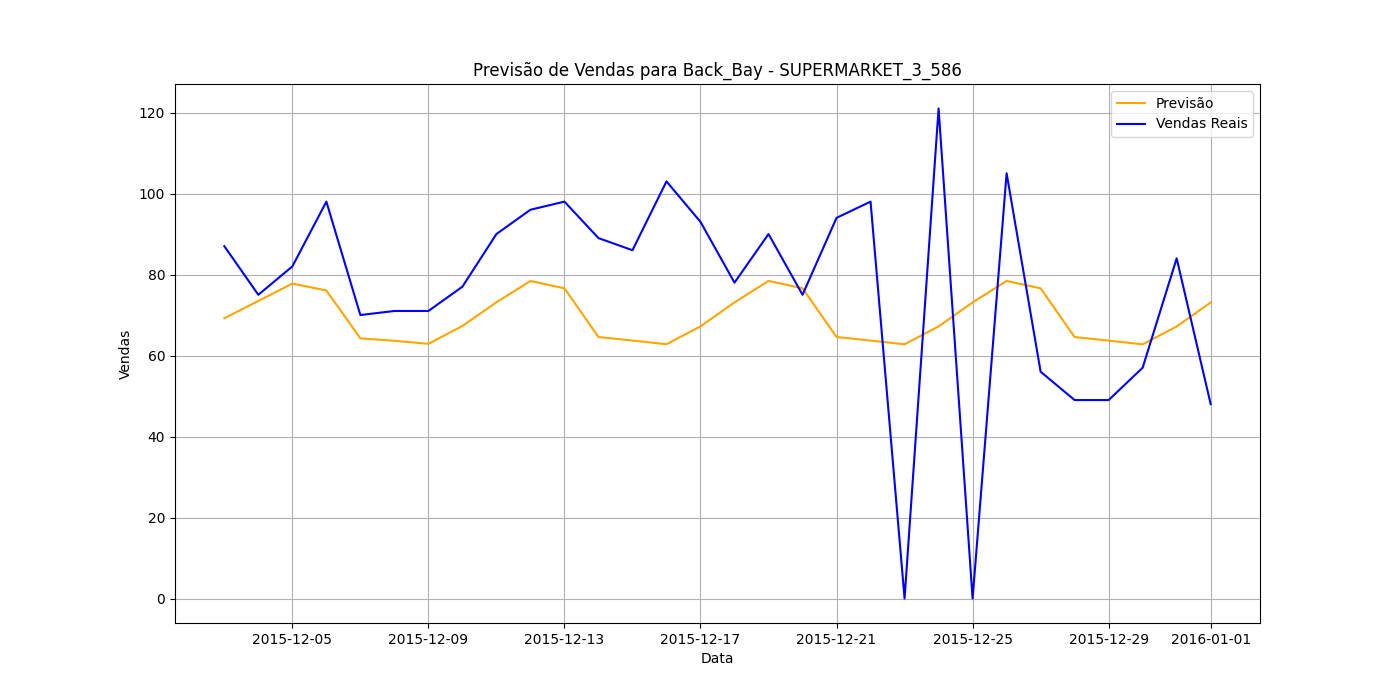 Previsão de Vendas para Back_Bay - SUPERMARKET_3_586
Previsão
Vendas Reais
Vendas
120
100
80
60
40
20
0
2015-12-05 2015-12-09 2015-12-13 2015-12-17 2015-12-21 2015-12-25 2015-12-29 2016-01-01
Data